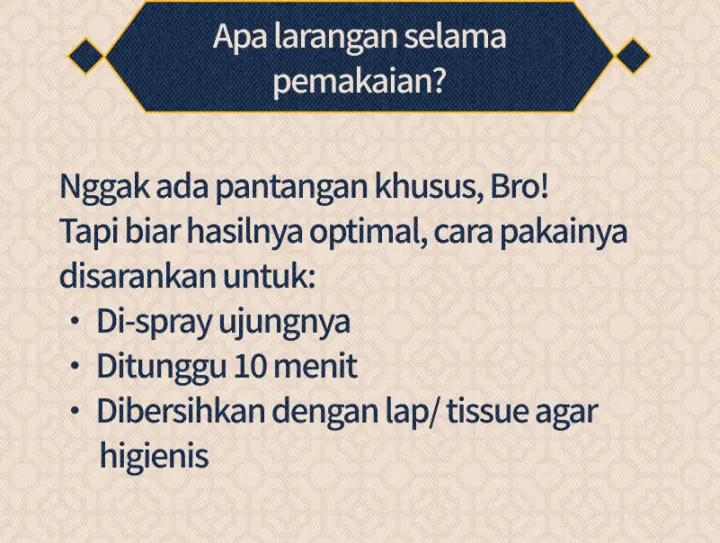 Apa larangan selama
pemakaian?
Nggak ada pantangan khusus, Bro!
Tapi biar hasilnya optimal, cara pakainya
disarankan untuk:
• Di-spray ujungnya
• Ditunggu 10 menit
• Dibersihkan dengan lap/ tissue agar
higienis